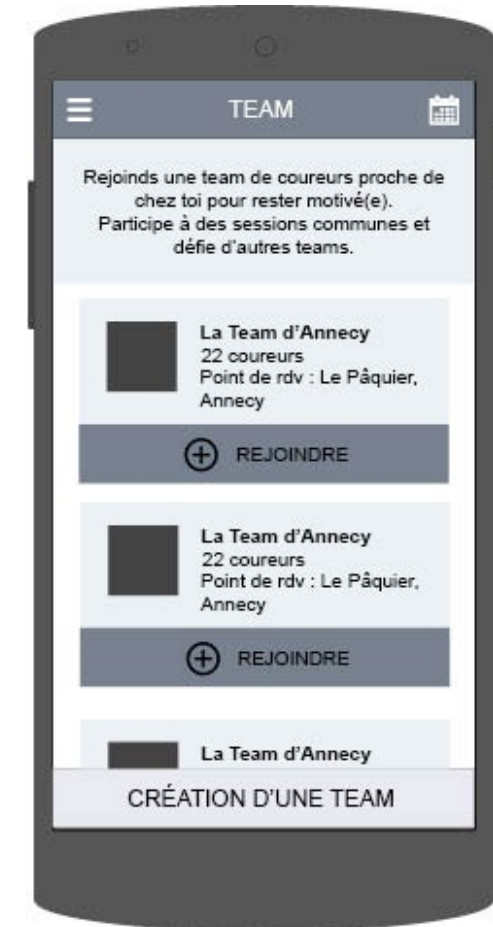 TEAM
Rejoinds une team de coureurs proche de
chez toi pour rester motivé(e).
Participe à des sessions communes et
défie d'autres teams.
La Team d'Annecy
22 coureurs
Point de rdv : Le Pâquier,
Annecy
REJOINDRE
La Team d'Annecy
22 coureurs
Point de rdv : Le Pâquier,
Annecy
REJOINDRE
La Team d'Annecy
CRÉATION D'UNE TEAM